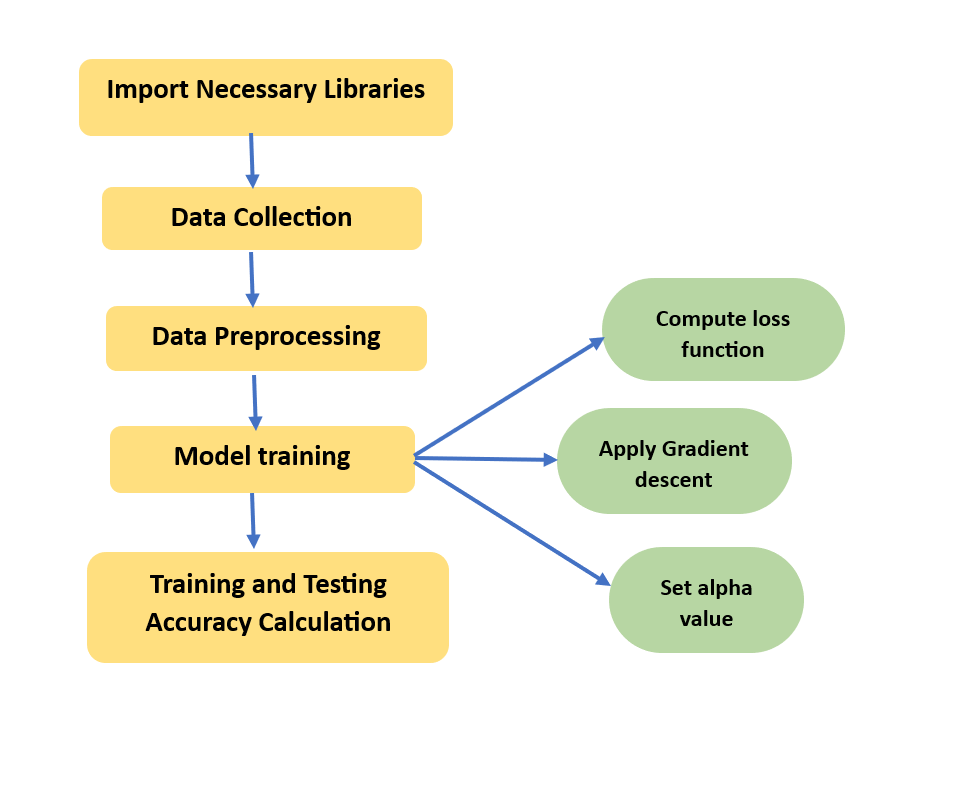 Import Necessary Libraries
Data Collection
Data Preprocessing
Model training
Training and Testing
Accuracy Calculation
Compute loss
function
Apply Gradient
descent
Set alpha
value